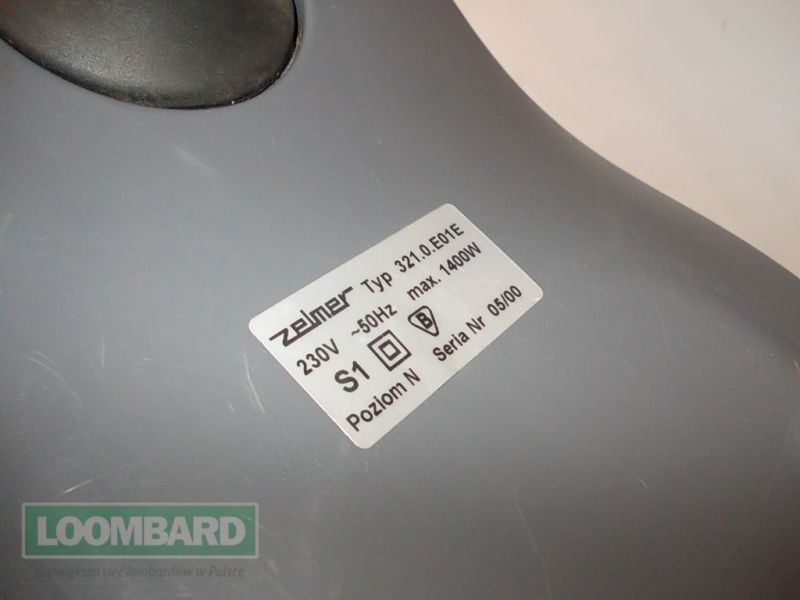 zelmer Typ 321.0.E01E
230V ~50Hz max. 1400W
S1 B
Poziom N Seria Nr 05/00
LOOMBARD
Największa sieć lombardów w Polsce